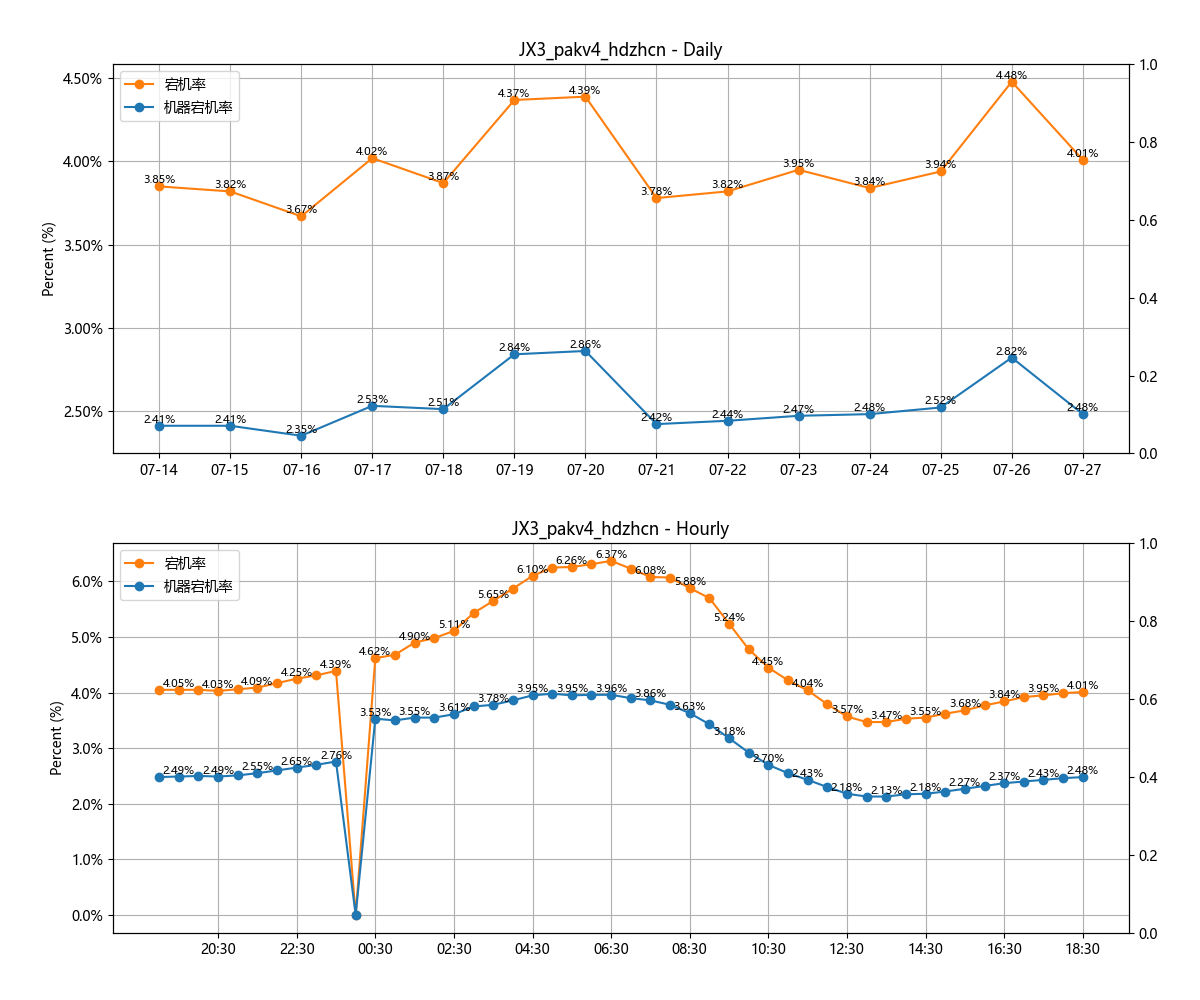 JX3_pakv4_hdzhcn - Daily
宕机率
机器宕机率
Percent (%)
4.50%
4.00%
3.50%
3.00%
2.50%
1.0
0.8
0.6
0.4
0.2
0.0
3.85% 3.82% 3.67% 4.02% 3.87% 4.37% 4.39% 3.78% 3.82% 3.95% 3.84% 3.94% 4.48% 4.01%
2.41% 2.41% 2.35% 2.53% 2.51% 2.84% 2.86% 2.42% 2.44% 2.47% 2.48% 2.52% 2.82% 2.48%
07-14 07-15 07-16 07-17 07-18 07-19 07-20 07-21 07-22 07-23 07-24 07-25 07-26 07-27
JX3_pakv4_hdzhcn - Hourly
宕机率
机器宕机率
Percent (%)
6.0%
5.0%
4.0%
3.0%
2.0%
1.0%
0.0%
1.0
0.8
0.6
0.4
0.2
0.0
4.05% 4.03% 4.09% 4.25% 4.39% 4.62% 4.90% 5.11% 5.65% 6.10% 6.26% 6.37% 6.08% 5.88% 5.24% 4.45% 4.04% 3.57% 3.47% 3.55% 3.68% 3.84% 3.95% 4.01%
2.49% 2.49% 2.55% 2.65% 2.76% 3.53% 3.55% 3.61% 3.78% 3.95% 3.95% 3.96% 3.86% 3.63% 3.18% 2.70% 2.43% 2.18% 2.13% 2.18% 2.27% 2.37% 2.43% 2.48%
20:30 22:30 00:30 02:30 04:30 06:30 08:30 10:30 12:30 14:30 16:30 18:30